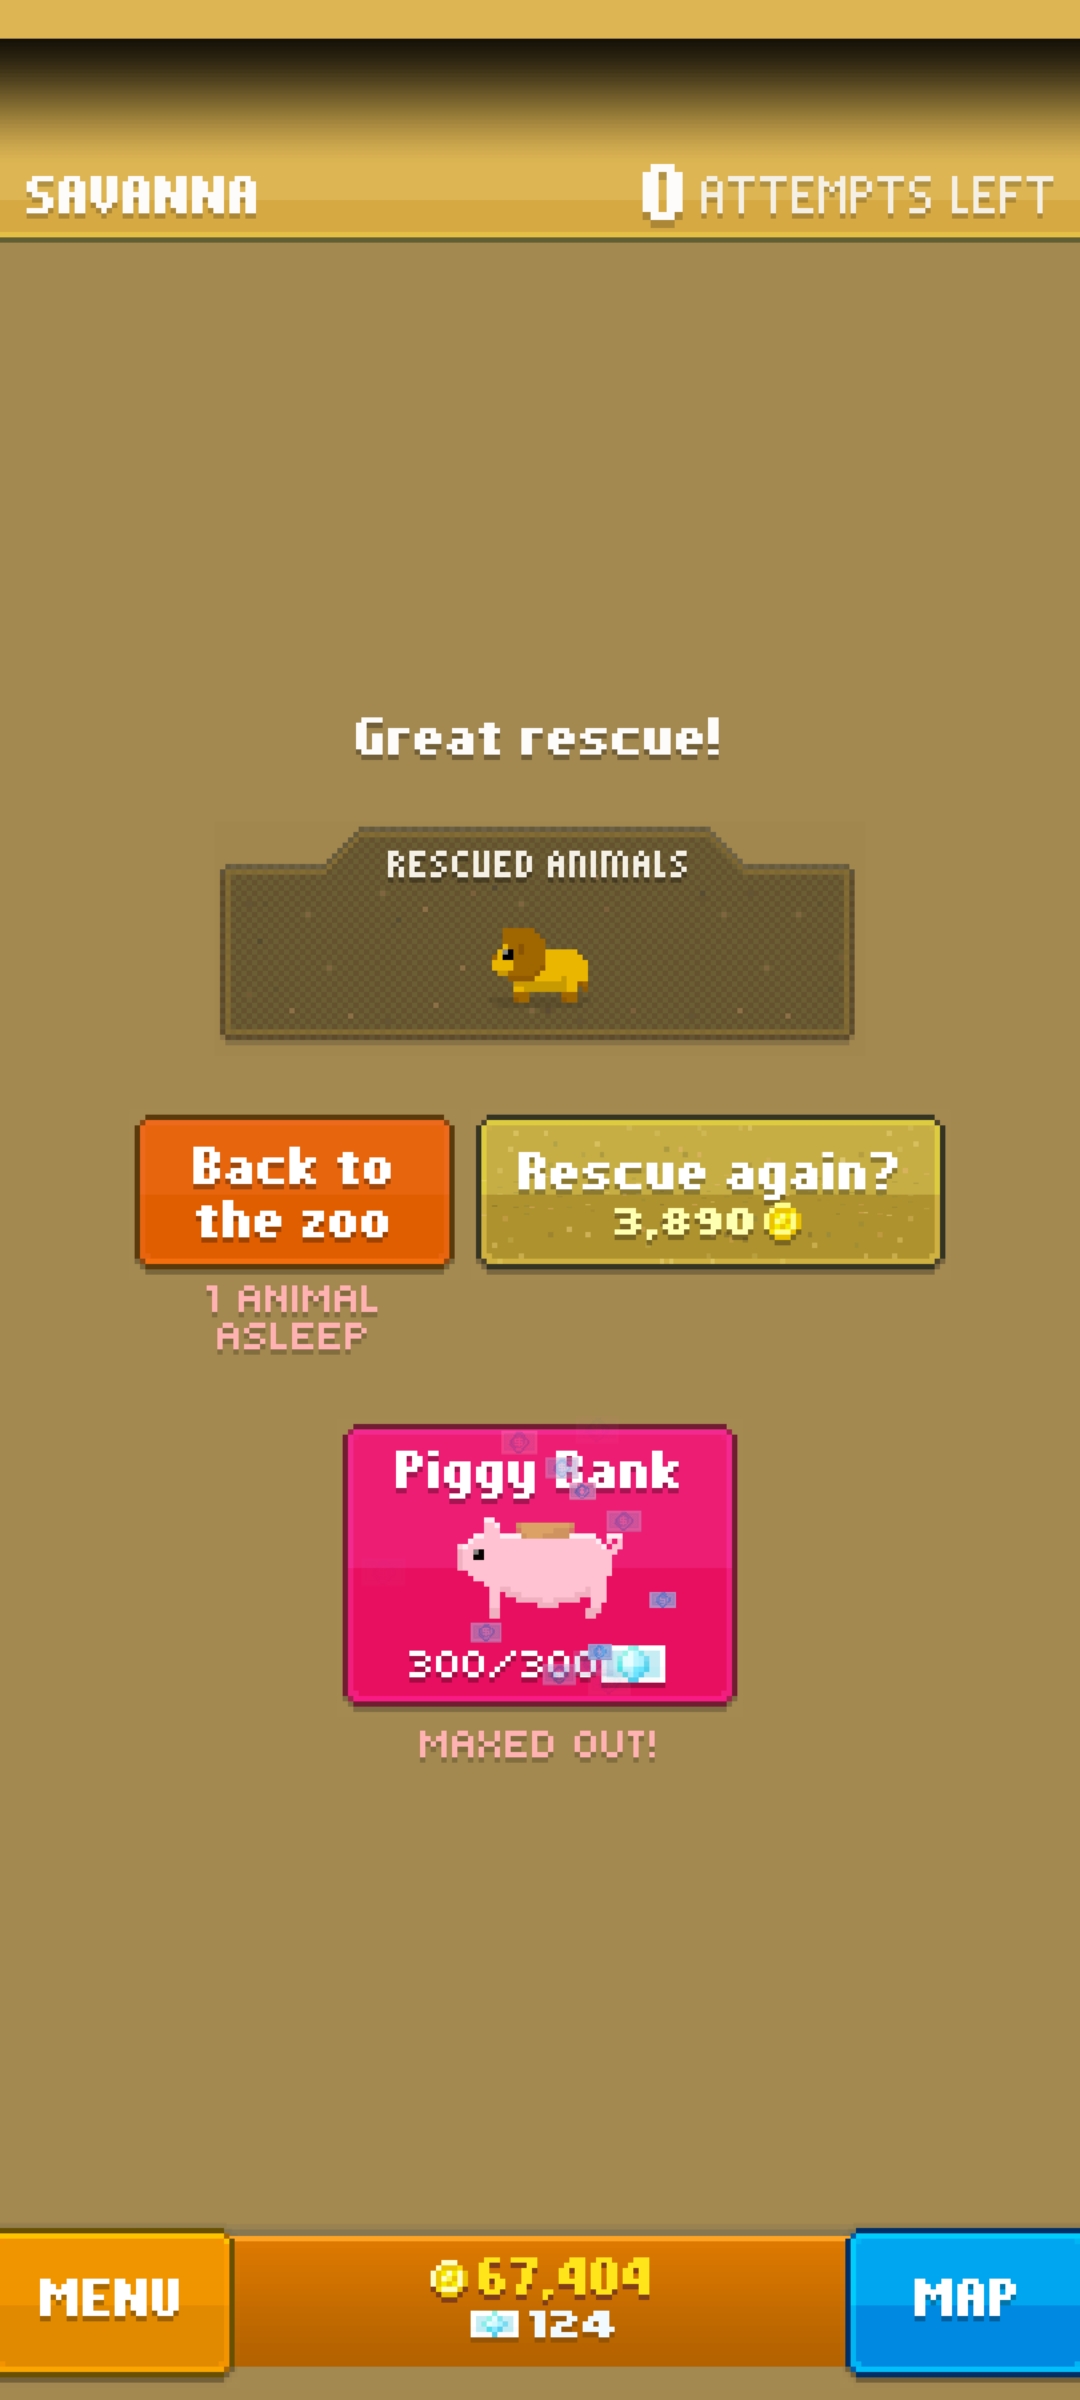 SAVANNA
0 ATTEMPTS LEFT
Great rescue!
RESCUED ANIMALS
Back to
the zoo
Rescue again?
3,890
1 ANIMAL
ASLEEP
Piggy Bank
300/300
MAXED OUT!
MENU
67,404
124
MAP